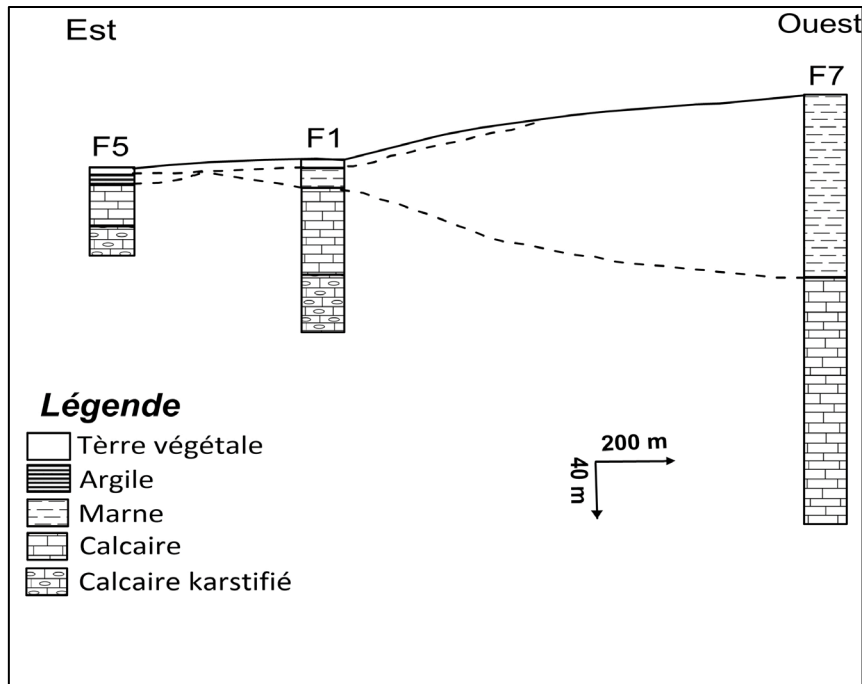 Est
Ouest
F7
F1
F5
Légende
Tèrre végétale
Argile
Marne
Calcaire
Calcaire karstifié
200 m
40 m